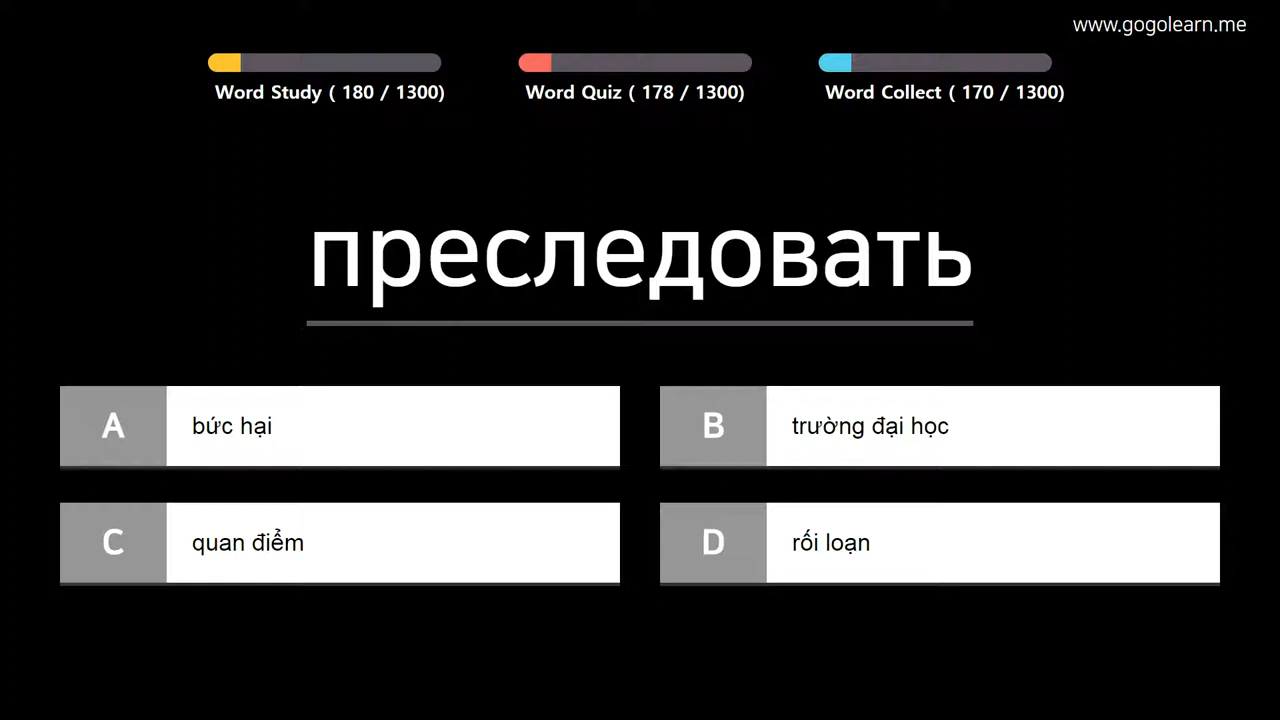 www.gogolearn.me
Word Study ( 180 / 1300)
Word Quiz ( 178 / 1300)
Word Collect ( 170 / 1300)
преследовать
A bức hại
B trường đại học
C quan điểm
D rối loạn